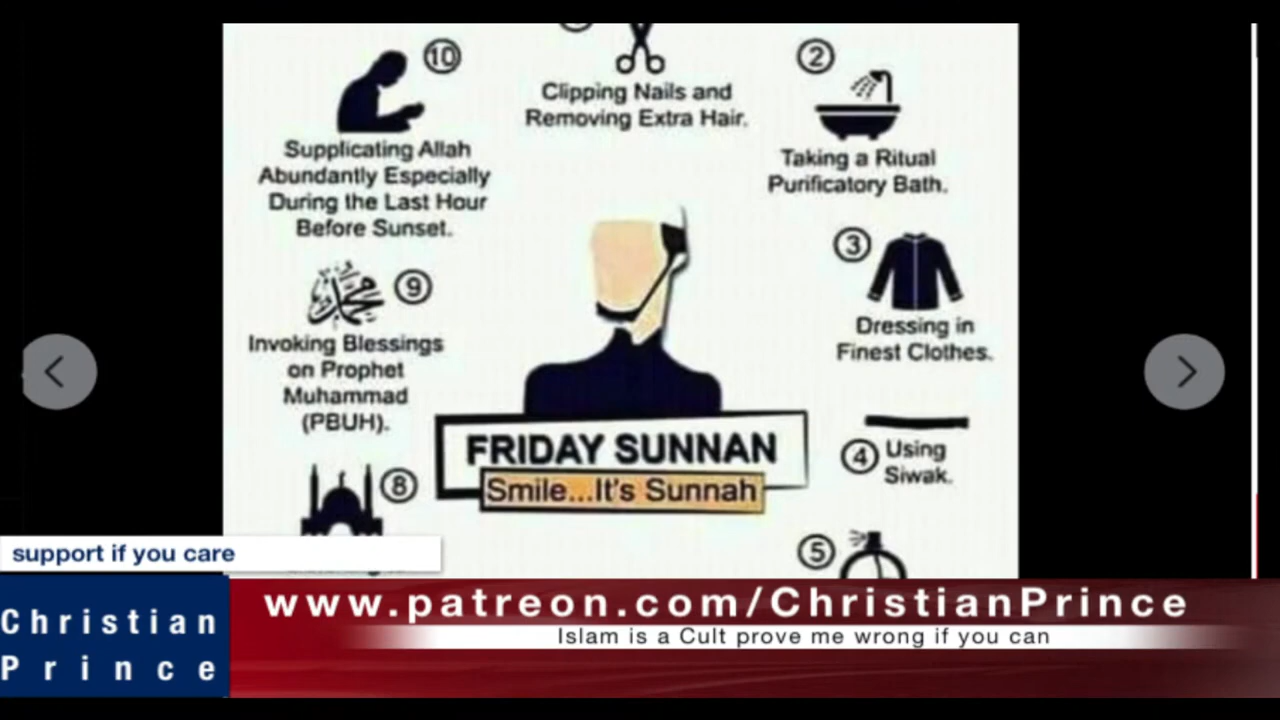 10
Supplicating Allah
Abundantly Especially
During the Last Hour
Before Sunset.
Clipping Nails and
Removing Extra Hair.
2
Taking a Ritual
Purificatory Bath.
3
Dressing in
Finest Clothes.
9
Invoking Blessings
on Prophet
Muhammad
(PBUH).
4 Using
Siwak.
8
5
FRIDAY SUNNAN
Smile...It's Sunnah
support if you care
Christian
Prince
www.patreon.com/ChristianPrince
Islam is a Cult prove me wrong if you can